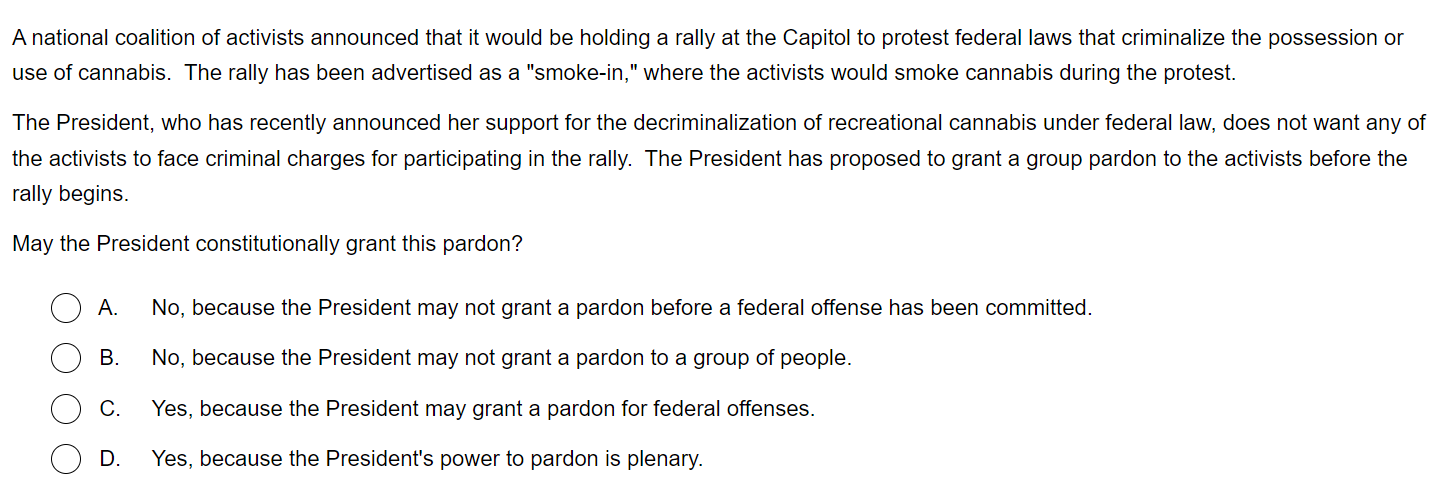 A national coalition of activists announced that it would be holding a rally at the Capitol to protest federal laws that criminalize the possession or
use of cannabis.  The rally has been advertised as a "smoke-in," where the activists would smoke cannabis during the protest.
The President, who has recently announced her support for the decriminalization of recreational cannabis under federal law, does not want any of
the activists to face criminal charges for participating in the rally.  The President has proposed to grant a group pardon to the activists before the
rally begins.
May the President constitutionally grant this pardon?
A. No, because the President may not grant a pardon before a federal offense has been committed.
B. No, because the President may not grant a pardon to a group of people.
C. Yes, because the President may grant a pardon for federal offenses.
D. Yes, because the President's power to pardon is plenary.